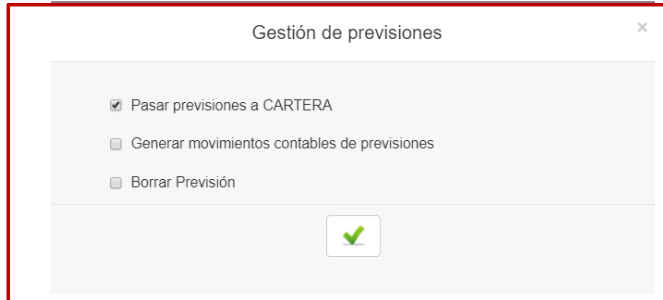 Gestión de previsiones
×
Pasar previsiones a CARTERA
Generar movimientos contables de previsiones
Borrar Previsión